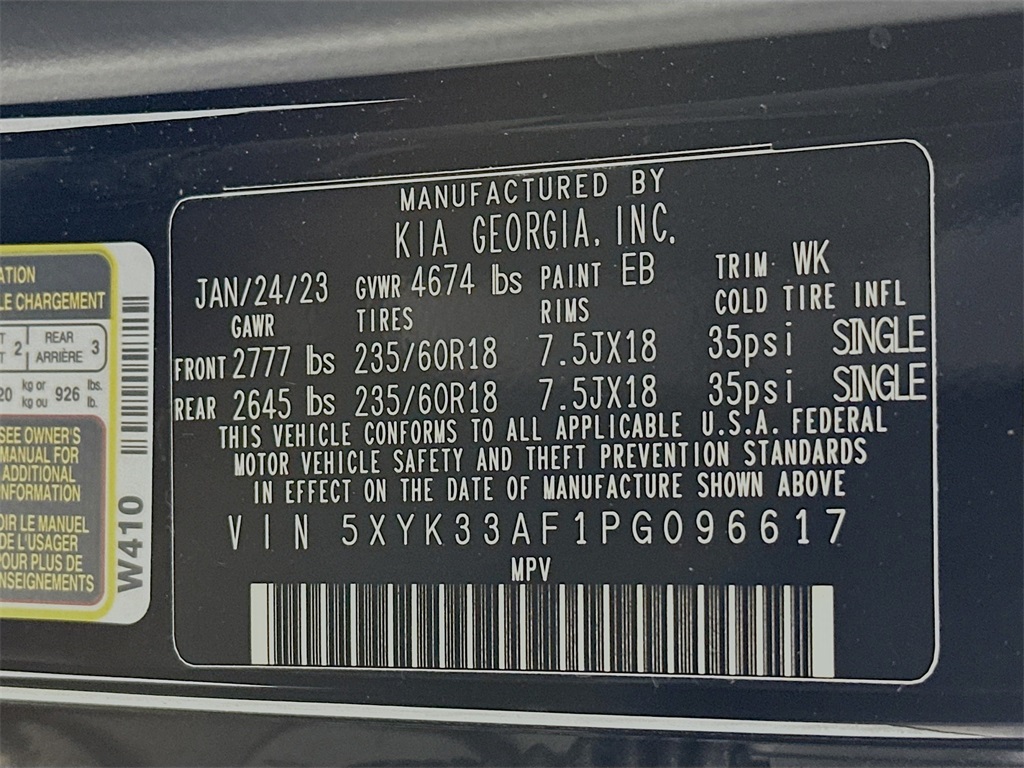 MANUFACTURED BY
KIA GEORGIA, INC.
JAN/24/23 GVWR 4674 lbs PAINT EB TRIM WK
GAWR TIRES RIMS COLD TIRE INFL
FRONT 2777 lbs 235/60R18 7.5JX18 35psi SINGLE
REAR 2645 lbs 235/60R18 7.5JX18 35psi SINGLE
THIS VEHICLE CONFORMS TO ALL APPLICABLE U.S.A. FEDERAL
MOTOR VEHICLE SAFETY AND THEFT PREVENTION STANDARDS
IN EFFECT ON THE DATE OF MANUFACTURE SHOWN ABOVE
VIN 5XYK33AF1PG096617
MPV
CHARGEMENT
2 REAR
ARRIÈRE 3
kg or 926 lbs.
kg ou lb.
SEE OWNER'S
MANUAL FOR
ADDITIONAL
INFORMATION
LE MANUEL
DE L'USAGER
POUR PLUS DE
W410